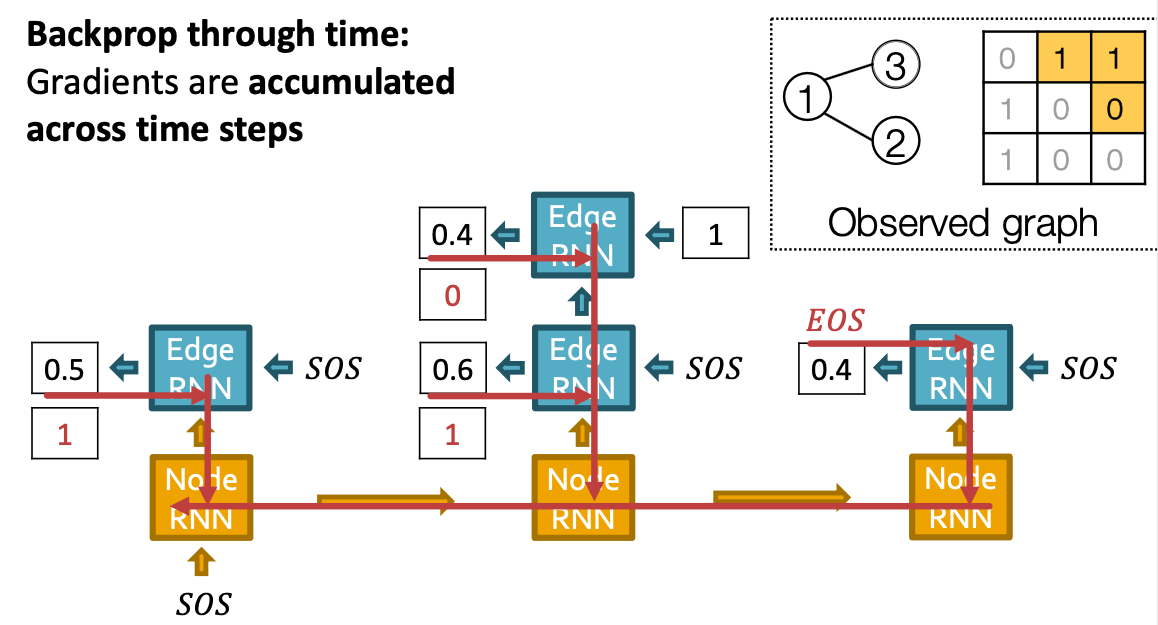 Backprop through time:
Gradients are accumulated
across time steps
1
3
2
0 1 1
1 0 0
1 0 0
Observed graph
0.4
Edge
RNN
1
0
EOS
0.5
Edge
RNN
SOS
1
0.6
Edge
RNN
SOS
1
0.4
Edge
RNN
SOS
Node
RNN
Node
RNN
Node
RNN
SOS